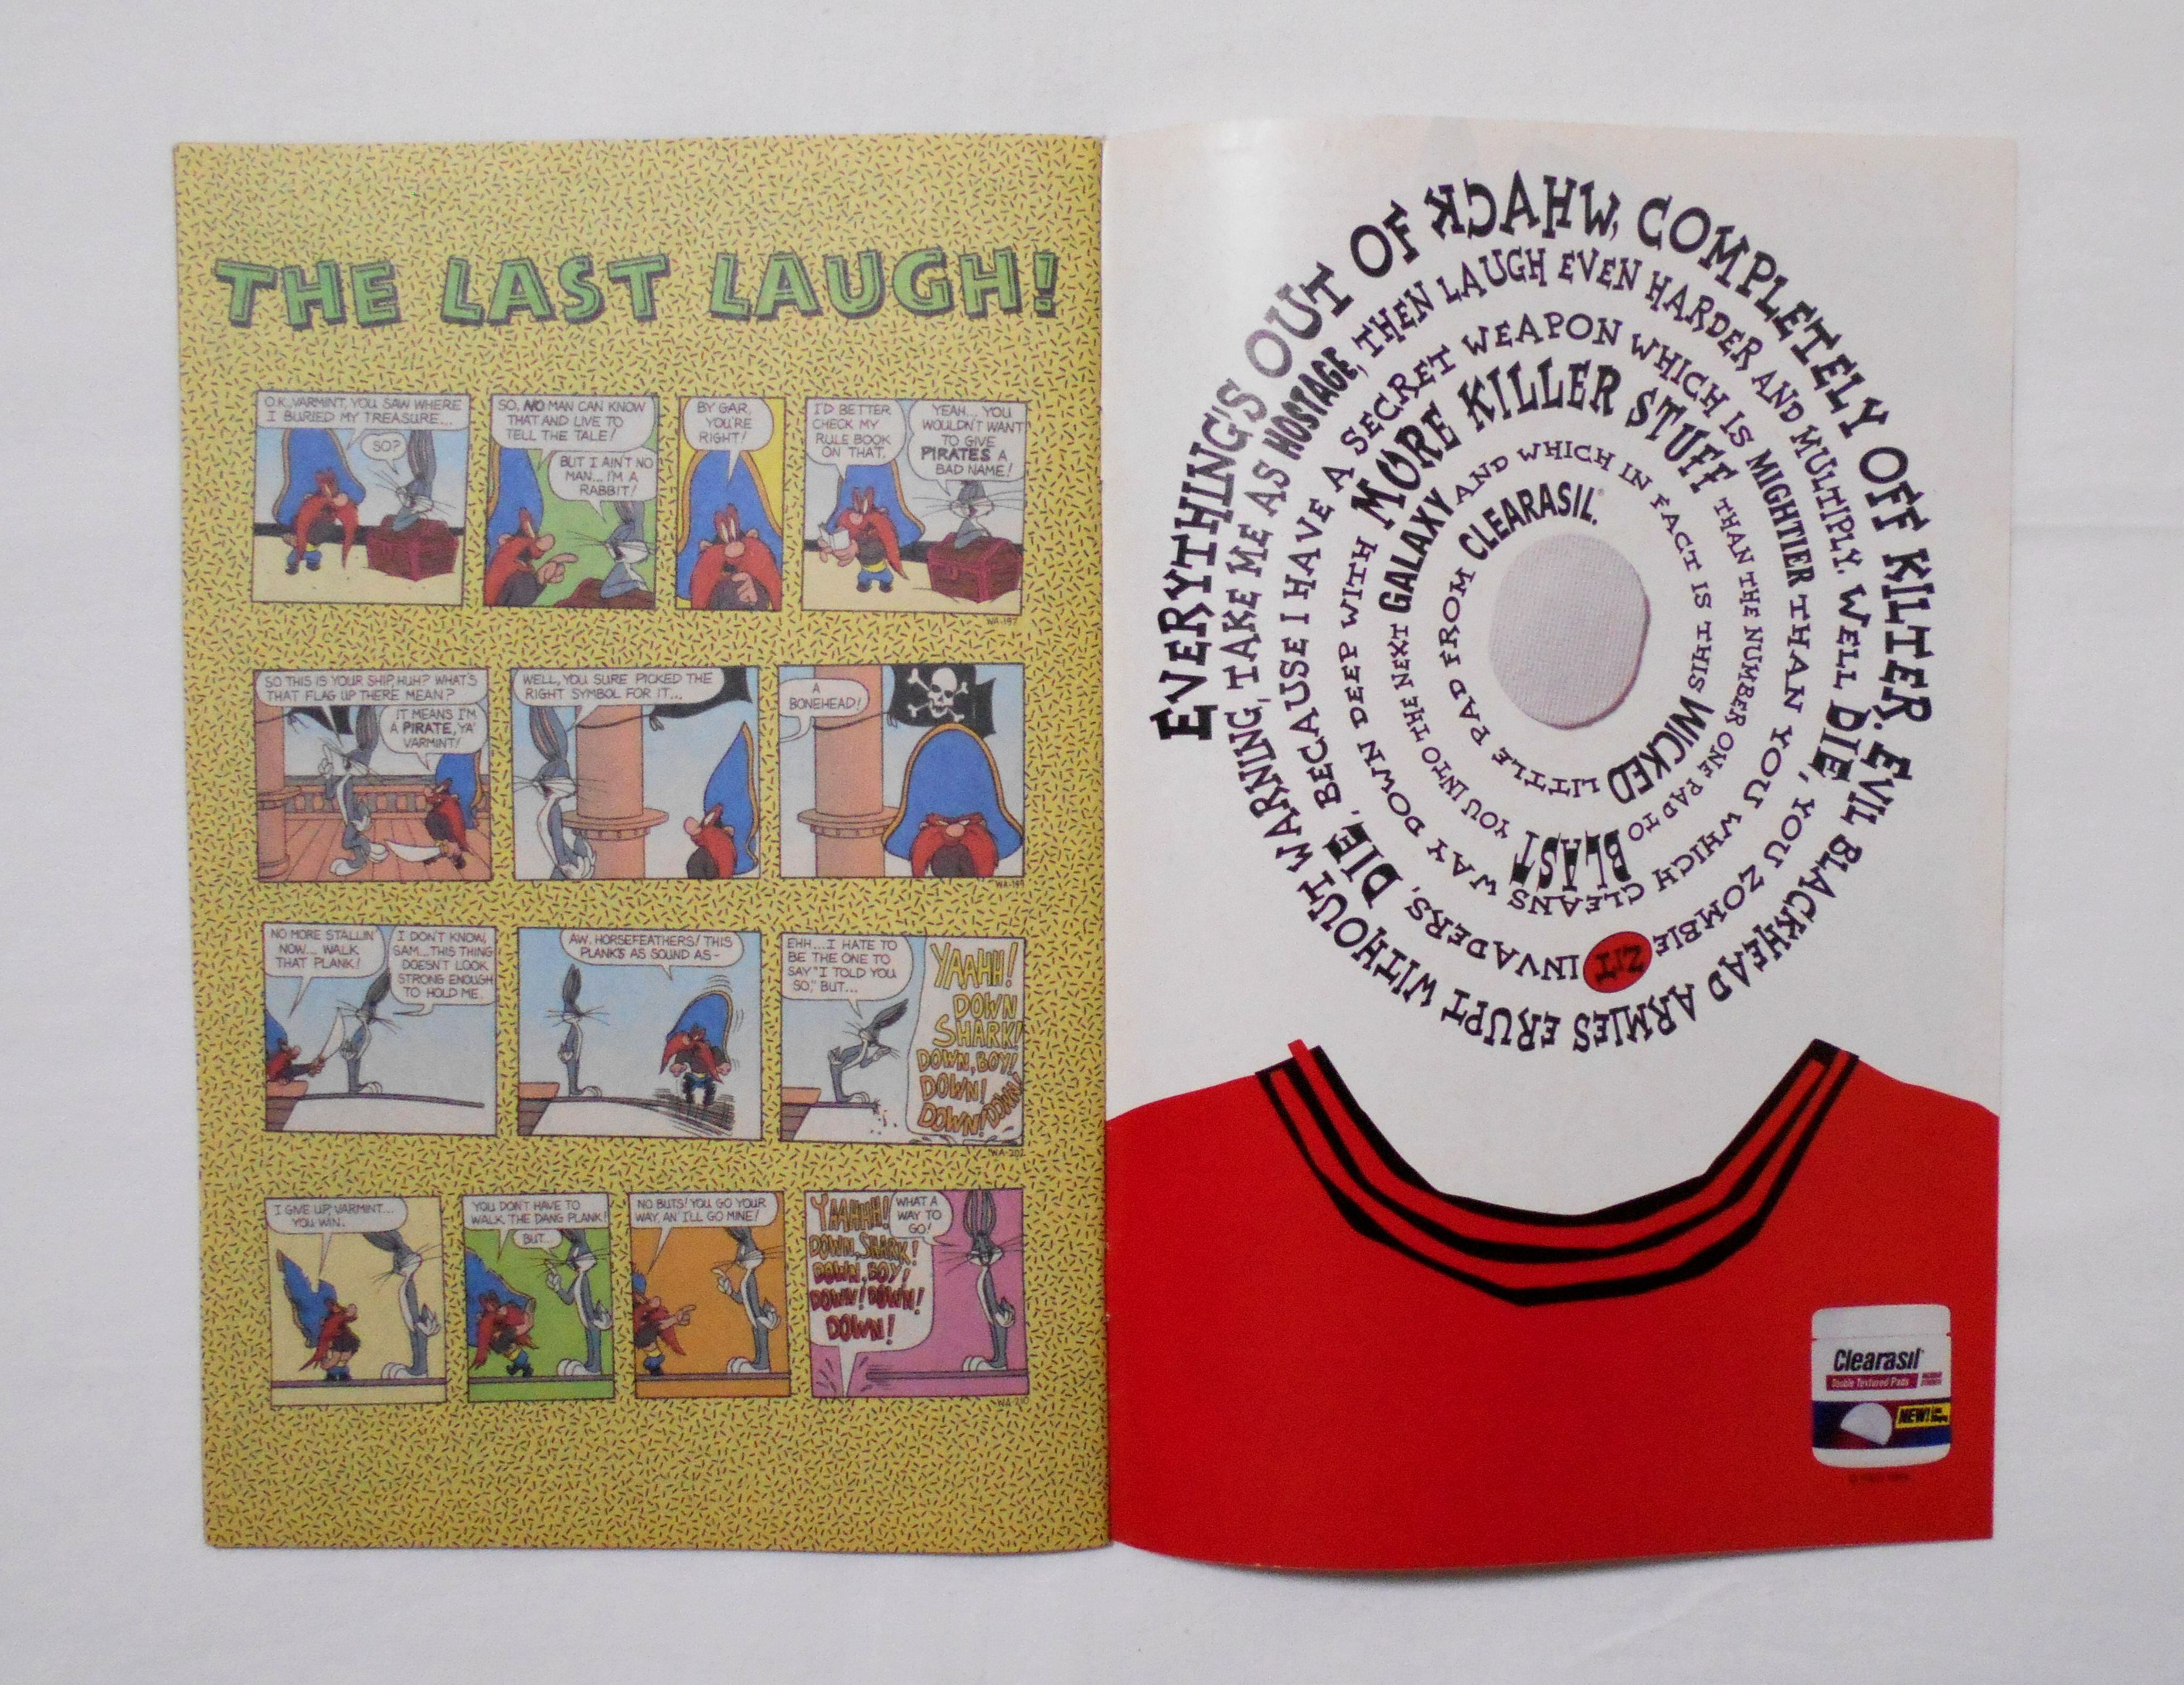 THE LAST LAUGH!
O.K., VARMINT, YOU SAW WHERE
I BURIED MY TREASURE...
SO?
SO, NO MAN CAN KNOW
THAT AND LIVE TO
TELL THE TALE!
BUT I AIN'T NO
MAN... I'M A
RABBIT!
BY GAR,
YOU'RE
RIGHT!
I'D BETTER
CHECK MY
RULE BOOK
ON THAT.
YEAH... YOU
WOULDN'T WANT
TO GIVE
PIRATES A
BAD NAME!
SO THIS IS YOUR SHIP, HUH? WHAT'S
THAT FLAG UP THERE MEAN?
IT MEANS I'M
A PIRATE, YA'
VARMINT!
WELL, YOU SURE PICKED THE
RIGHT SYMBOL FOR IT...
A
BONEHEAD!
NO MORE STALLIN'
NOW... WALK
THAT PLANK!
I DON'T KNOW,
SAM... THIS THING
DOESN'T LOOK
STRONG ENOUGH
TO HOLD ME.
AW, HORSEFEATHERS! THIS
PLANK'S AS SOUND AS-
EHH...I HATE TO
BE THE ONE TO
SAY "I TOLD YOU
SO," BUT...
YAAHH!
DOWN
SHARK!
DOWN, BOY!
DOWN!
DOWN! DOWN!
WA-202
I GIVE UP, VARMINT...
YOU WIN.
YOU DON'T HAVE TO
WALK THE DANG PLANK!
BUT...
NO BUTS! YOU GO YOUR
WAY, AN' I'LL GO MINE!
YAAHHH!
DOWN, SHARK!
DOWN, BOY!
DOWN! DOWN!
DOWN!
WHAT A
WAY TO
GO!
EVERYTHING'S OUT OF WHACK, COMPLETELY OFF KILTER. EVIL BLACKHEAD ARMIES ERUPT WITHOUT WARNING, TAKE ME AS HOSTAGE, THEN LAUGH EVEN HARDER AND MULTIPLY. WELL DIE, YOU ZOMBIE ZIT INVADERS, DIE, BECAUSE I HAVE A SECRET WEAPON WHICH IS MIGHTIER THAN YOU WHICH CLEANS WAY DOWN DEEP WITH MORE KILLER STUFF THAN THE NUMBER ONE PAD TO BLAST YOU INTO THE NEXT GALAXY AND WHICH IN FACT IS THIS WICKED LITTLE PAD FROM CLEARASIL®.
Clearasil
Double Textured Pads
NEW!